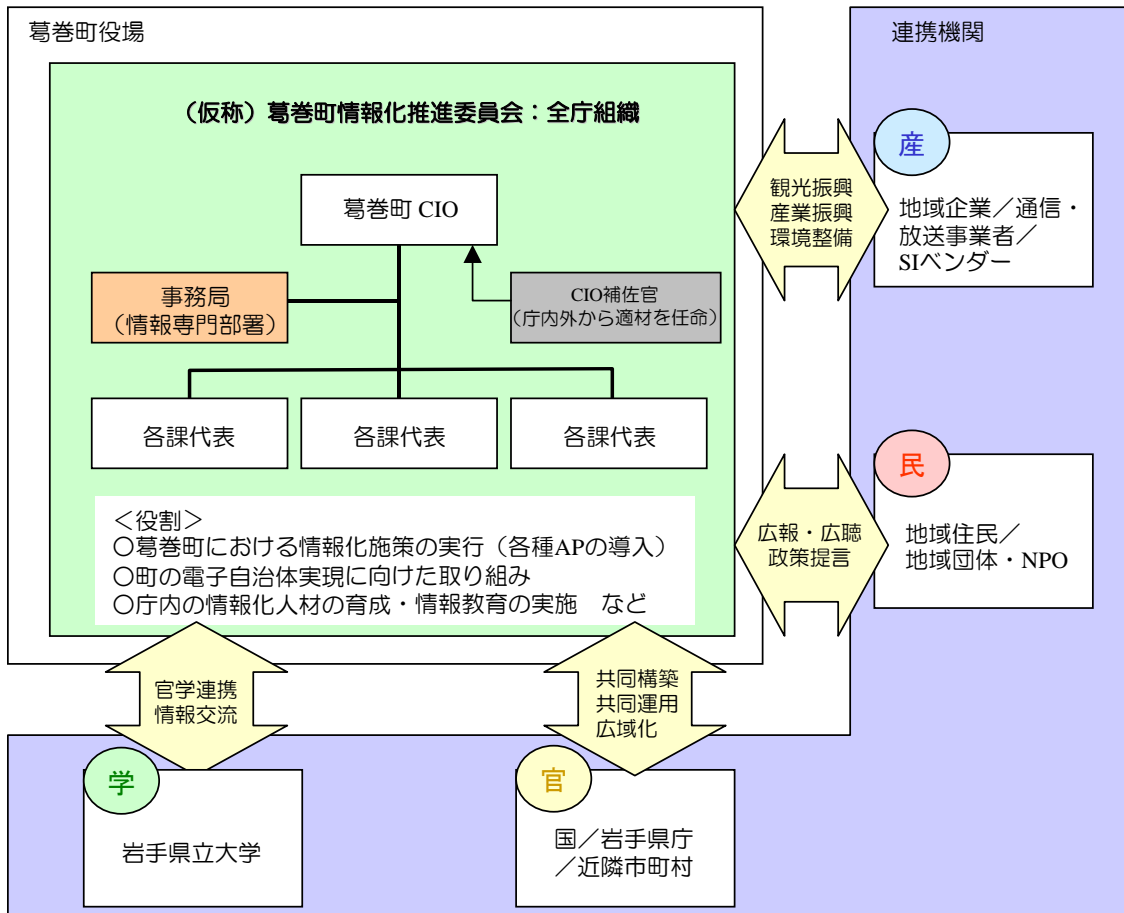 葛巻町役場
連携機関
（仮称）葛巻町情報化推進委員会：全庁組織
葛巻町 CIO
事務局
（情報専門部署）
CIO補佐官
（庁内外から適材を任命）
各課代表
各課代表
各課代表
＜役割＞
○葛巻町における情報化施策の実行（各種APの導入）
○町の電子自治体実現に向けた取り組み
○庁内の情報化人材の育成・情報教育の実施　など
観光振興
産業振興
環境整備
産
地域企業／通信・
放送事業者／
SIベンダー
広報・広聴
政策提言
民
地域住民／
地域団体・NPO
官学連携
情報交流
学
岩手県立大学
共同構築
共同運用
広域化
官
国／岩手県庁
／近隣市町村